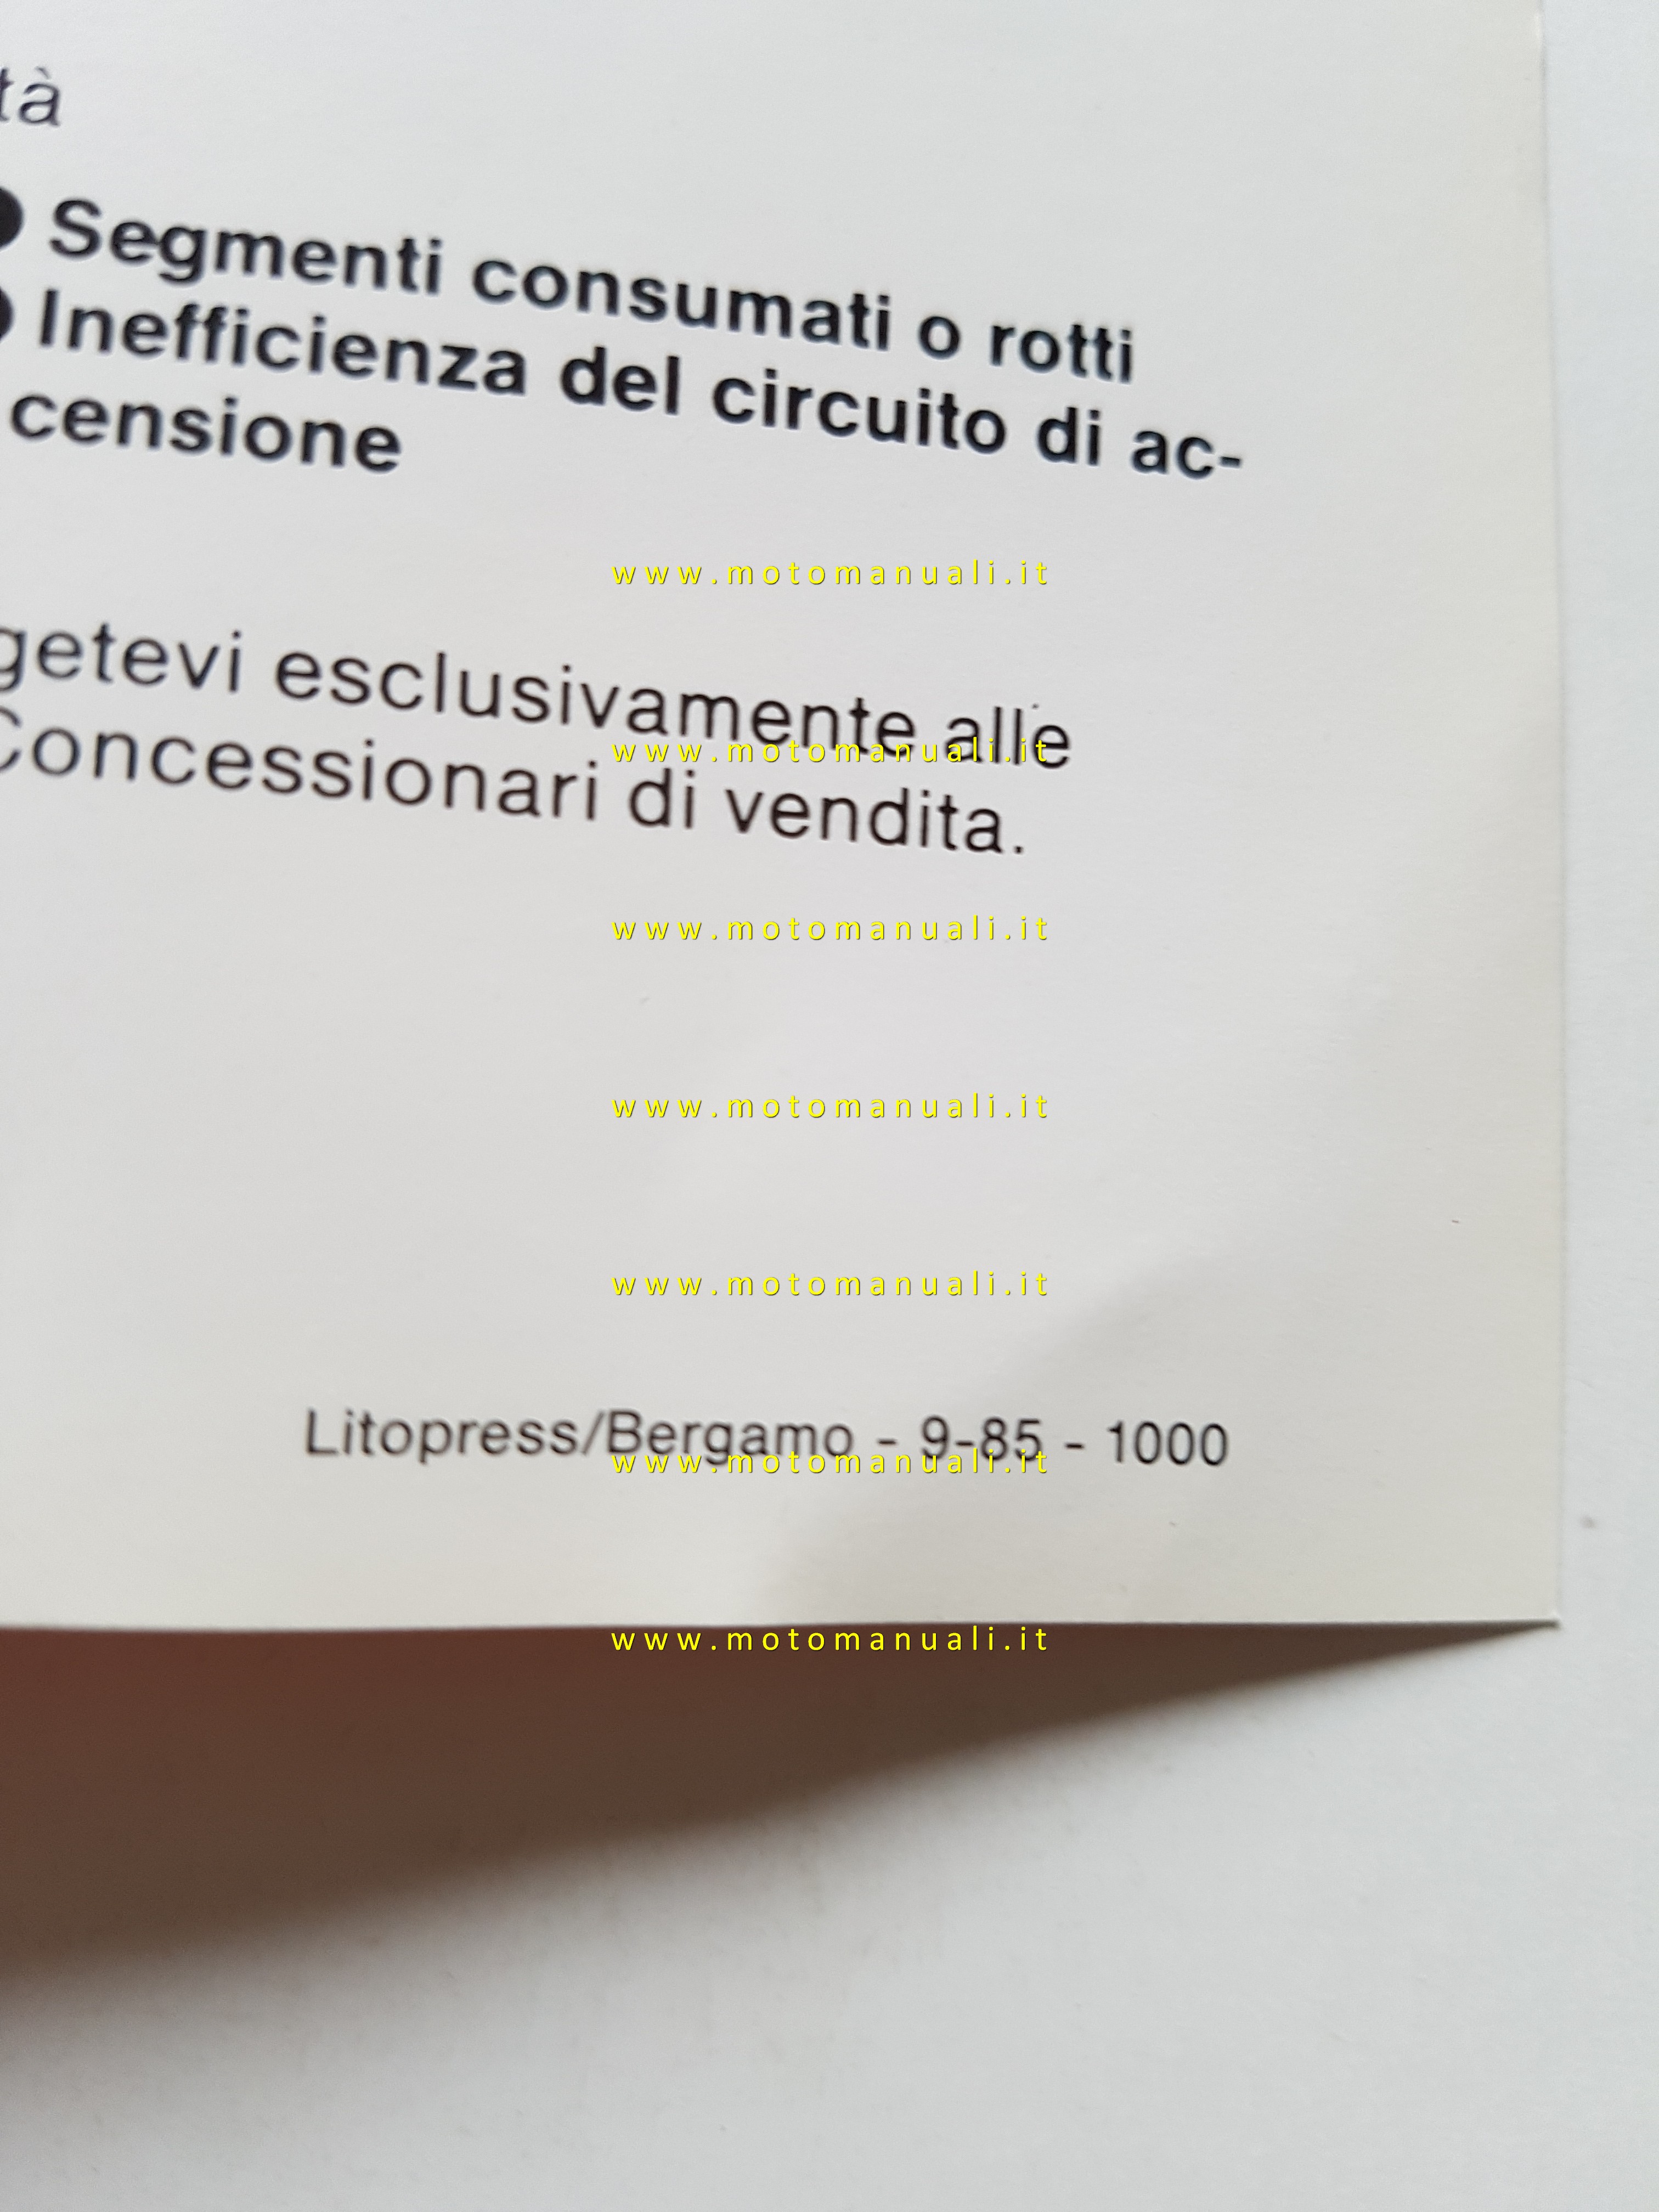 tà
Segmenti consumati o rotti
Inefficienza del circuito di ac-
censione
getevi esclusivamente alle
Concessionari di vendita.
Litopress/Bergamo - 9-85 - 1000
www.motomanuali.it
www.motomanuali.it
www.motomanuali.it
www.motomanuali.it
www.motomanuali.it
www.motomanuali.it
www.motomanuali.it